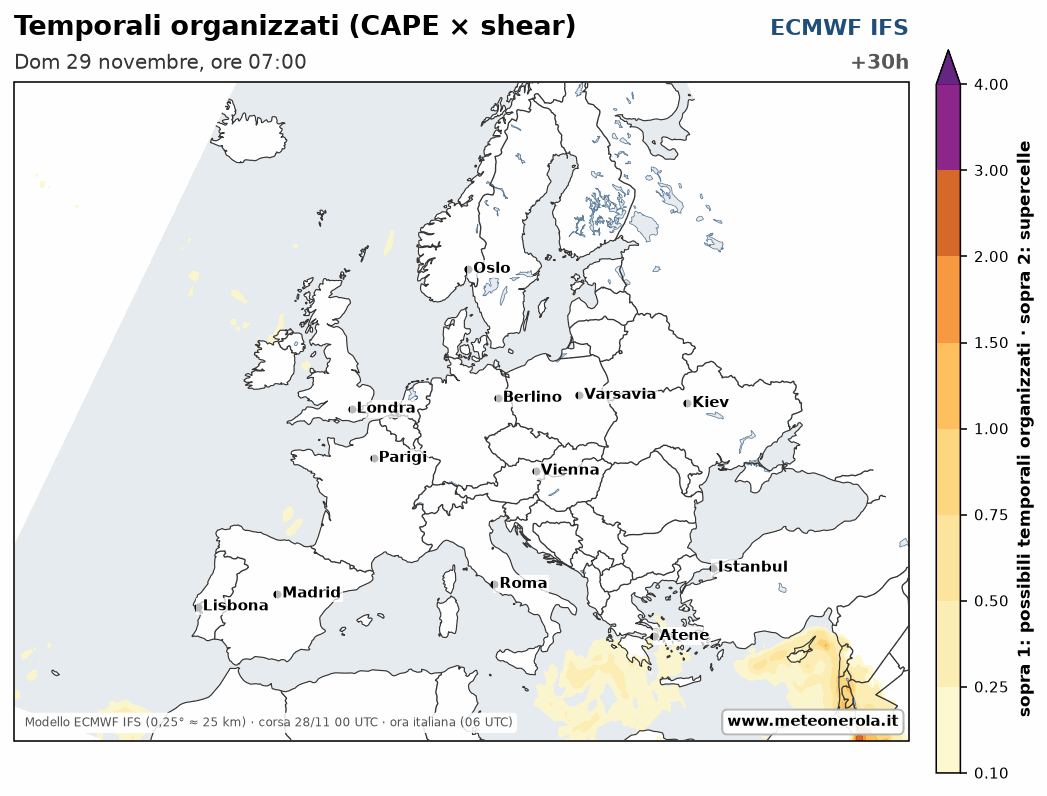 Temporali organizzati (CAPE × shear)
ECMWF IFS
Dom 29 novembre, ore 07:00
+30h
Oslo
Londra
Berlino
Varsavia
Kiev
Parigi
Vienna
Istanbul
Roma
Madrid
Lisbona
Atene
Modello ECMWF IFS (0,25° ≈ 25 km) · corsa 28/11 00 UTC · ora italiana (06 UTC)
www.meteonerola.it
4.00
3.00
2.00
1.50
1.00
0.75
0.50
0.25
0.10
sopra 1: possibili temporali organizzati · sopra 2: supercelle